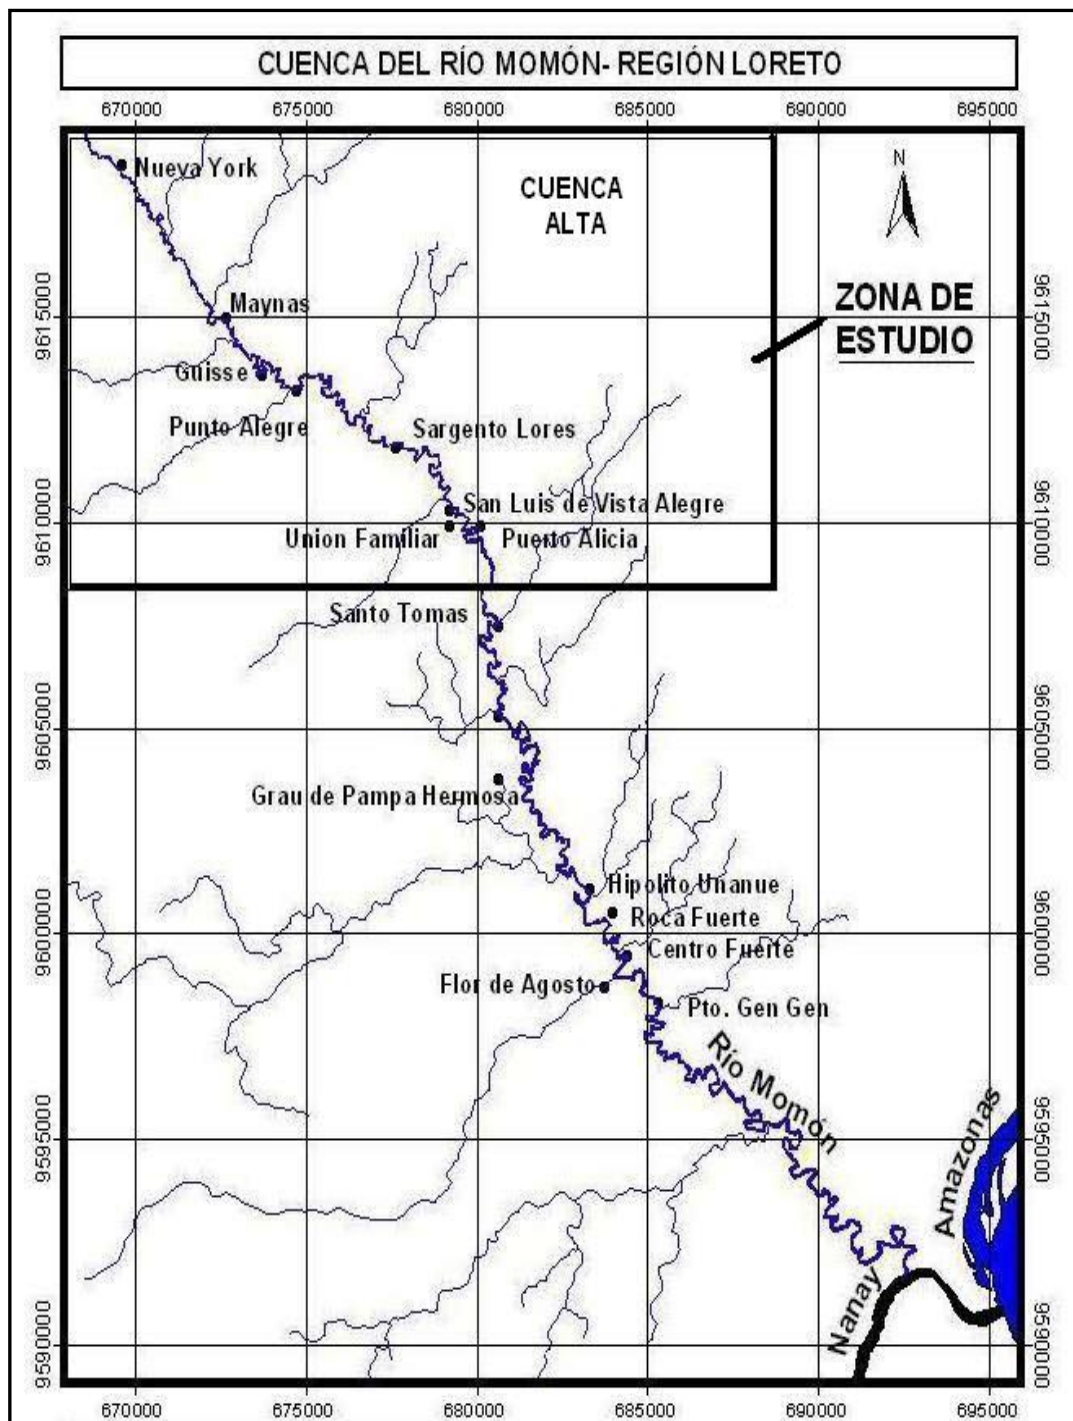 CUENCA DEL RÍO MOMÓN- REGIÓN LORETO
670000 675000 680000 685000 690000 695000
N
Nueva York
CUENCA
ALTA
9615000
Maynas
ZONA DE
ESTUDIO
9615000
Guisse
Punto Alegre
Sargento Lores
San Luis de Vista Alegre
9610000
Union Familiar
Puerto Alicia
9610000
Santo Tomas
9605000
9605000
Grau de Pampa Hermosa
Hipolito Unanue
Roca Fuerte
9600000
Centro Fuerte
9600000
Flor de Agosto
Pto. Gen Gen
Río Momón
9595000
Amazonas
9595000
Nanay
9590000
9590000
670000 675000 680000 685000 690000 695000